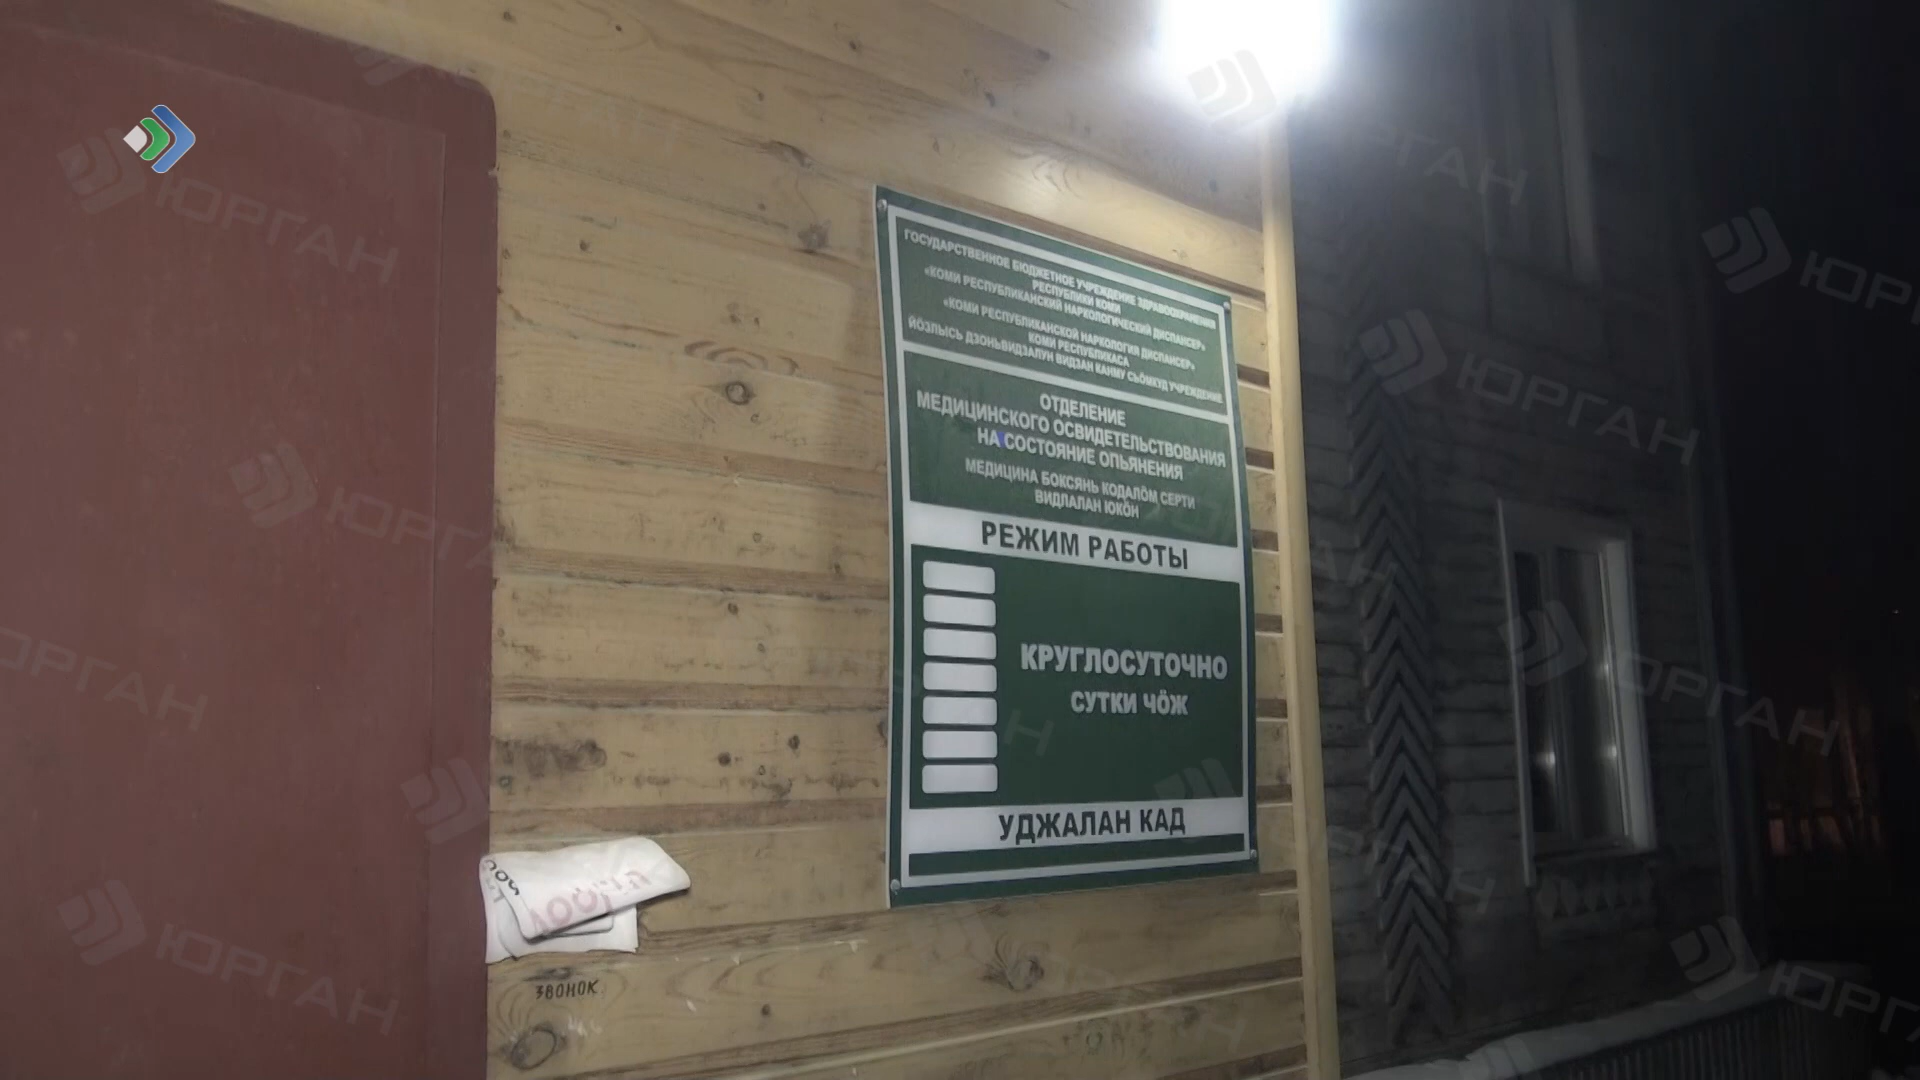 ГОСУДАРСТВЕННОЕ БЮДЖЕТНОЕ УЧРЕЖДЕНИЕ ЗДРАВООХРАНЕНИЯ
РЕСПУБЛИКИ КОМИ
«КОМИ РЕСПУБЛИКАНСКИЙ НАРКОЛОГИЧЕСКИЙ ДИСПАНСЕР»
«КОМИ РЕСПУБЛИКАНСКОЙ НАРКОЛОГИЯ ДИСПАНСЕР»
КОМИ РЕСПУБЛИКАСА
ЙÖЗЛЫСЬ ДЗОНЬВИДЗАЛУН ВИДЗАН КАНМУ СЬÖМКУД УЧРЕЖДЕНИЕ
ОТДЕЛЕНИЕ
МЕДИЦИНСКОГО ОСВИДЕТЕЛЬСТВОВАНИЯ
НА СОСТОЯНИЕ ОПЬЯНЕНИЯ
МЕДИЦИНА БОКСЯНЬ КОДАЛÖМ СЕРТИ
ВИДЛАЛАН ЮКÖН
РЕЖИМ РАБОТЫ
КРУГЛОСУТОЧНО
СУТКИ ЧÖЖ
УДЖАЛАН КАД
ЗВОНОК
ЮРГАН